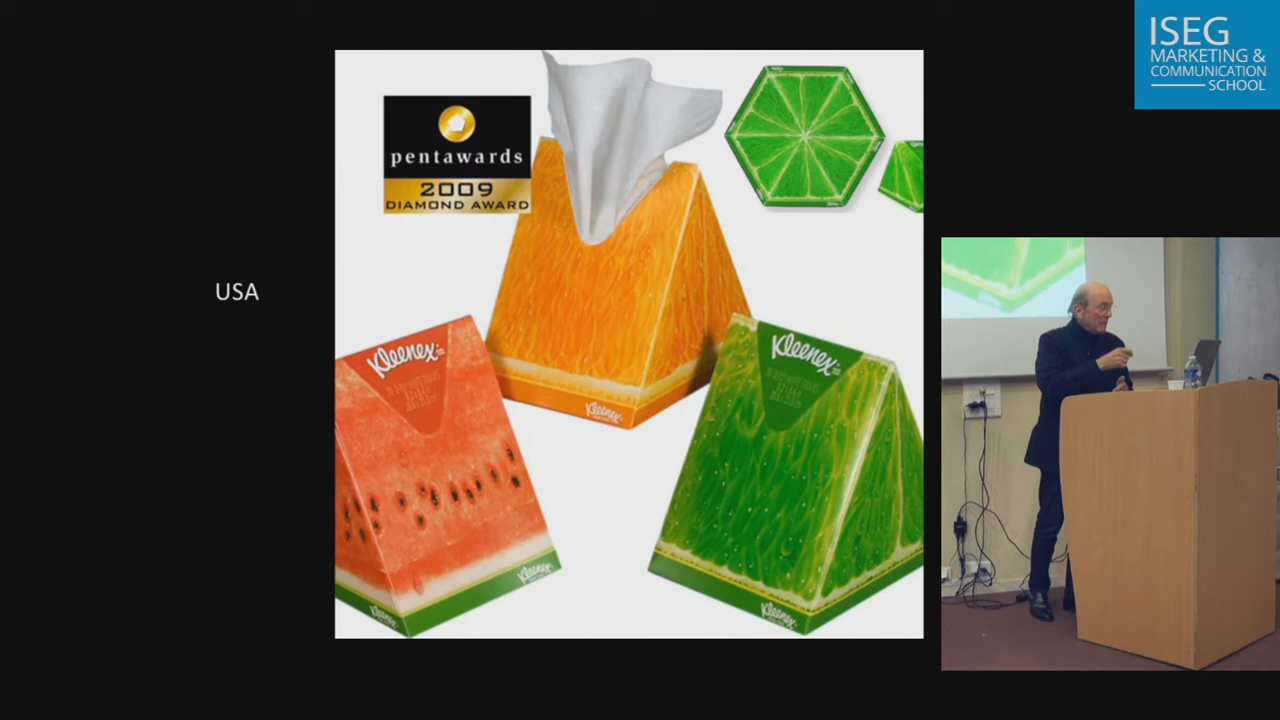 ISEG
MARKETING &
COMMUNICATION
SCHOOL
pentawards
2009
DIAMOND AWARD
USA
Kleenex
Kleenex
Kleenex
Kleenex
Kleenex